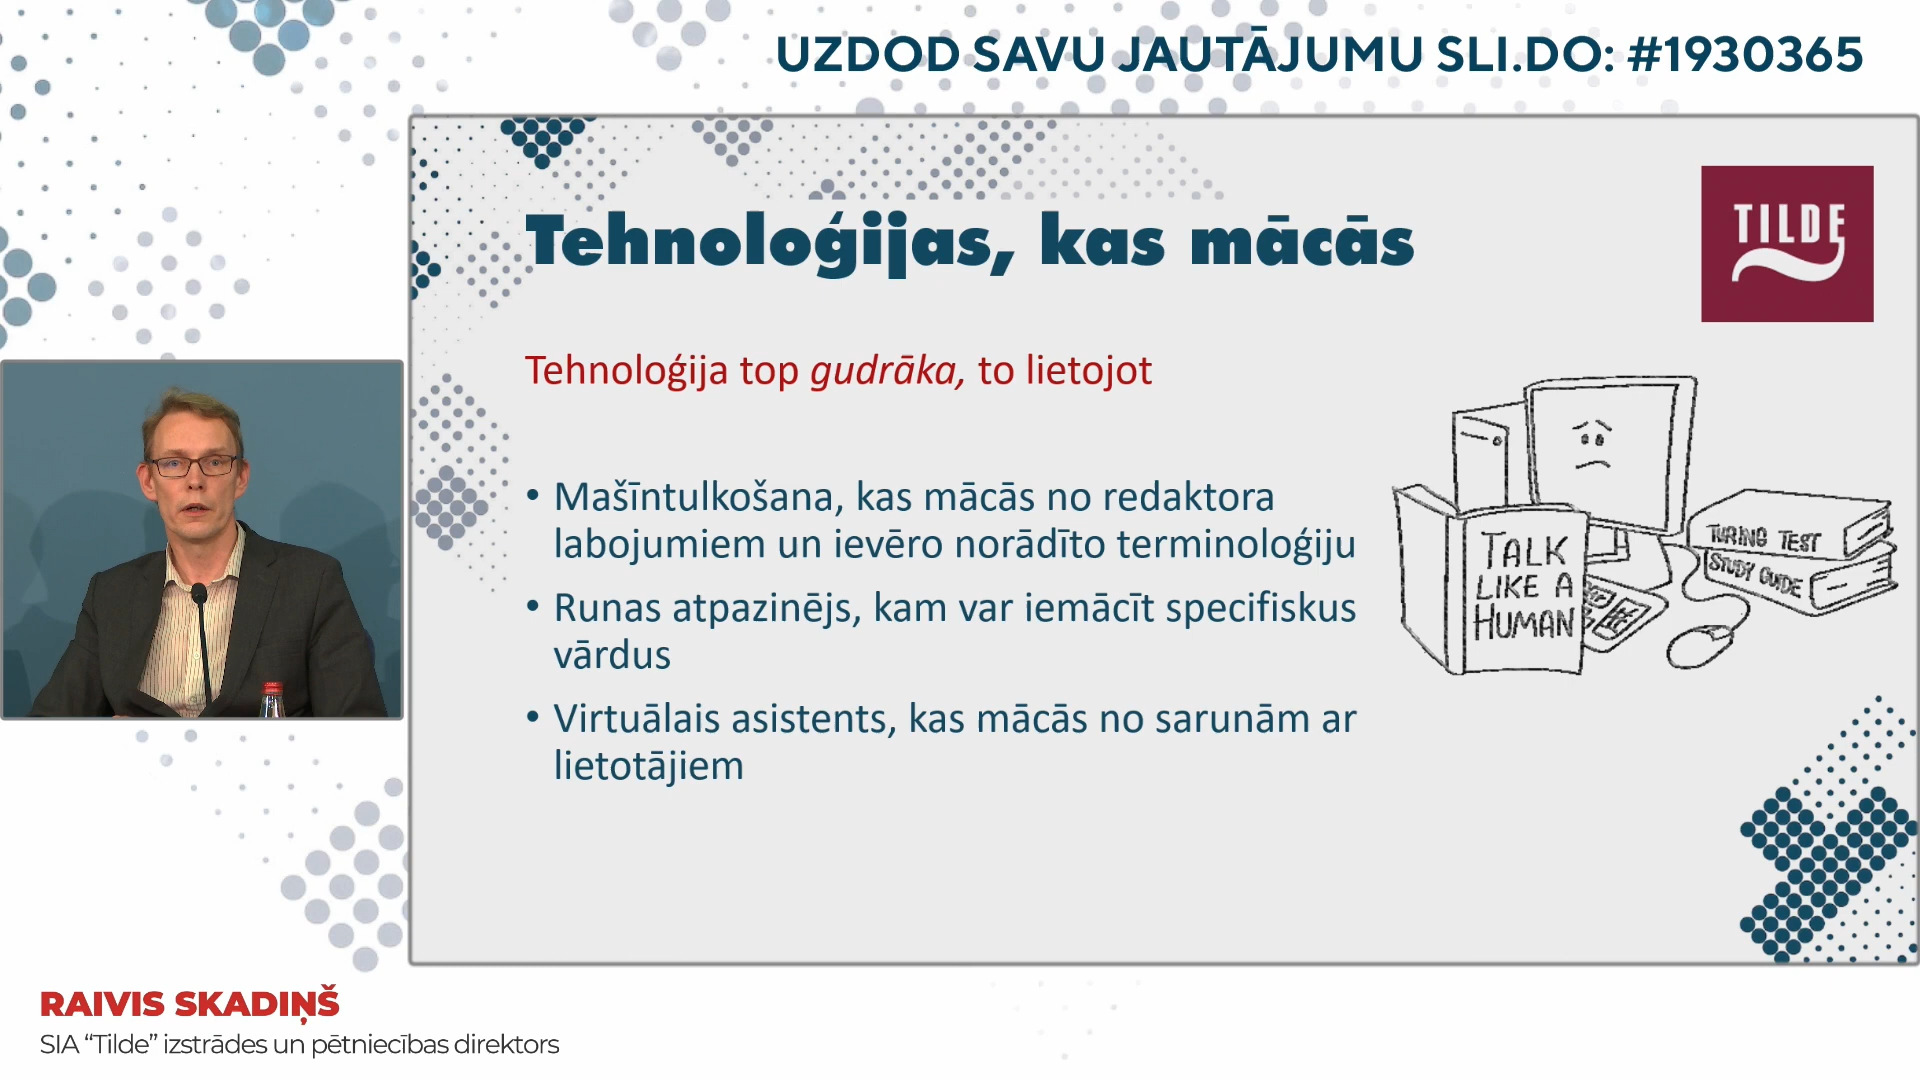 UZDOD SAVU JAUTĀJUMU SLI.DO: #1930365
TILDE
Tehnoloģijas, kas mācās
Tehnoloģija top gudrāka, to lietojot
• Mašīntulkošana, kas mācās no redaktora
labojumiem un ievēro norādīto terminoloģiju
• Runas atpazinējs, kam var iemācīt specifiskus
vārdus
• Virtuālais asistents, kas mācās no sarunām ar
lietotājiem
TALK
LIKE A
HUMAN
TURING TEST
STUDY GUIDE
RAIVIS SKADIŅŠ
SIA “Tilde” izstrādes un pētniecības direktors